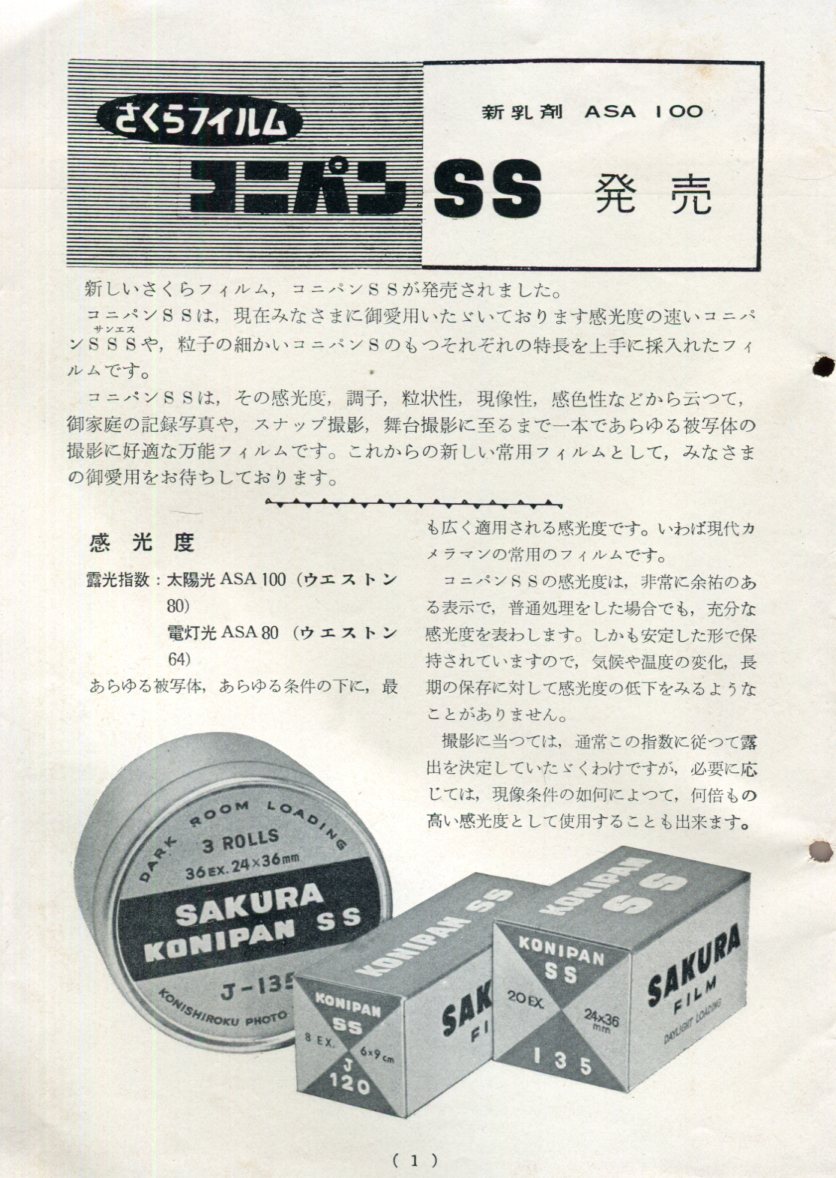 さくらフイルム
コニパン SS 発売
新乳剤 ASA 100
新しいさくらフィルム，コニパンＳＳが発売されました。
コニパンＳＳは，現在みなさまに御愛用いたゞいております感光度の速いコニパ
サンエス
ンＳＳＳや，粒子の細かいコニパンＳのもつそれぞれの特長を上手に採入れたフィ
ルムです。
コニパンＳＳは，その感光度，調子，粒状性，現像性，感色性などから云つて，
御家庭の記録写真や，スナップ撮影，舞台撮影に至るまで一本であらゆる被写体の
撮影に好適な万能フィルムです。これからの新しい常用フィルムとして，みなさま
の御愛用をお待ちしております。
感光度
露光指数：太陽光 ASA 100（ウエストン
80）
電灯光 ASA 80 （ウエストン
64）
あらゆる被写体，あらゆる条件の下に，最
も広く適用される感光度です。いわば現代カ
メラマンの常用のフィルムです。
コニパンＳＳの感光度は，非常に余祐のあ
る表示で，普通処理をした場合でも，充分な
感光度を表わします。しかも安定した形で保
持されていますので，気候や温度の変化，長
期の保存に対して感光度の低下をみるような
ことがありません。
撮影に当つては，通常この指数に従つて露
出を決定していたゞくわけですが，必要に応
じては，現像条件の如何によつて，何倍もの
高い感光度として使用することも出来ます。
DARK ROOM LOADING
3 ROLLS
36 EX. 24×36mm
SAKURA
KONIPAN SS
J-135
KONISHIROKU PHOTO
KONIPAN SS
KONIPAN
SS
8 EX. 6×9cm
J
120
SAK
FI
KONIPAN
SS
KONIPAN
SS
20 EX. 24×36
mm
135
SAKURA
FILM
DAYLIGHT LOADING
( 1 )